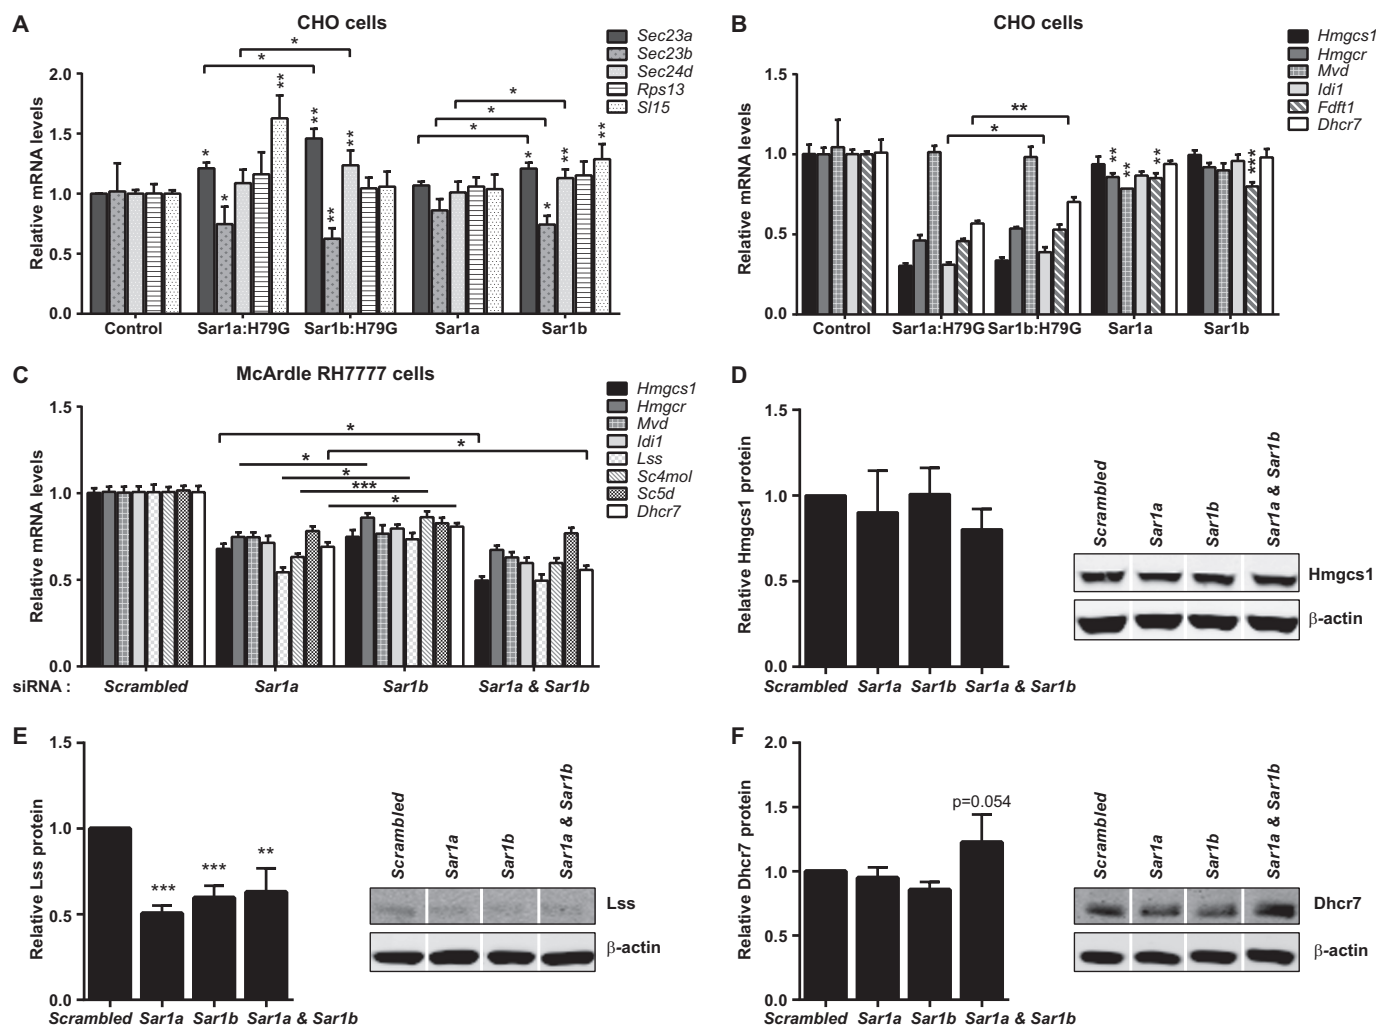 A
CHO cells
Sec23a
Sec23b
Sec24d
Rps13
Sl15
Relative mRNA levels
2.0
1.5
1.0
0.5
0.0
* * * * *
* * ** ** ** * * ** **
Control Sar1a:H79G Sar1b:H79G Sar1a Sar1b
B
CHO cells
Hmgcs1
Hmgcr
Mvd
Idi1
Fdft1
Dhcr7
Relative mRNA levels
1.5
1.0
0.5
0.0
** *
** ** ** ***
Control Sar1a:H79G Sar1b:H79G Sar1a Sar1b
C
McArdle RH7777 cells
Hmgcs1
Hmgcr
Mvd
Idi1
Lss
Sc4mol
Sc5d
Dhcr7
Relative mRNA levels
1.5
1.0
0.5
0.0
*
*
*
*
***
*
siRNA : Scrambled Sar1a Sar1b Sar1a & Sar1b
D
Relative Hmgcs1 protein
1.5
1.0
0.5
0.0
Scrambled Sar1a Sar1b Sar1a & Sar1b
Scrambled
Sar1a
Sar1b
Sar1a & Sar1b
Hmgcs1
β-actin
E
Relative Lss protein
1.5
1.0
0.5
0.0
*** *** **
Scrambled Sar1a Sar1b Sar1a & Sar1b
Scrambled
Sar1a
Sar1b
Sar1a & Sar1b
Lss
β-actin
F
Relative Dhcr7 protein
2.0
1.5
1.0
0.5
0.0
p=0.054
Scrambled Sar1a Sar1b Sar1a & Sar1b
Scrambled
Sar1a
Sar1b
Sar1a & Sar1b
Dhcr7
β-actin